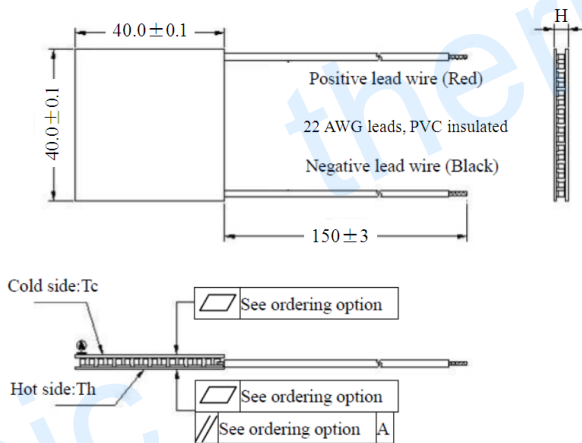 40.0±0.1
H
Positive lead wire (Red)
40.0±0.1
22 AWG leads, PVC insulated
Negative lead wire (Black)
150±3
Cold side:Tc
See ordering option
A
Hot side:Th
See ordering option
See ordering option A